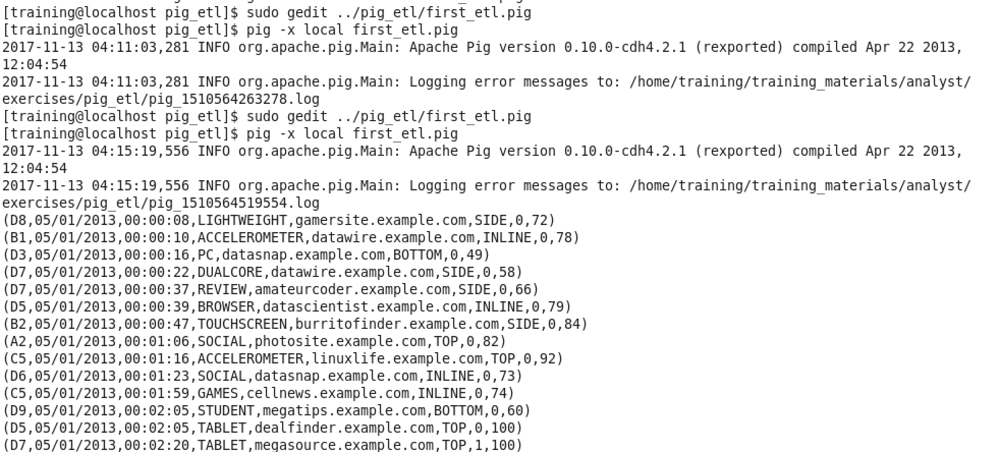 [training@localhost pig_etl]$ sudo gedit ../pig_etl/first_etl.pig
[training@localhost pig_etl]$ pig -x local first_etl.pig
2017-11-13 04:11:03,281 INFO org.apache.pig.Main: Apache Pig version 0.10.0-cdh4.2.1 (rexported) compiled Apr 22 2013,
12:04:54
2017-11-13 04:11:03,281 INFO org.apache.pig.Main: Logging error messages to: /home/training/training_materials/analyst/
exercises/pig_etl/pig_1510564263278.log
[training@localhost pig_etl]$ sudo gedit ../pig_etl/first_etl.pig
[training@localhost pig_etl]$ pig -x local first_etl.pig
2017-11-13 04:15:19,556 INFO org.apache.pig.Main: Apache Pig version 0.10.0-cdh4.2.1 (rexported) compiled Apr 22 2013,
12:04:54
2017-11-13 04:15:19,556 INFO org.apache.pig.Main: Logging error messages to: /home/training/training_materials/analyst/
exercises/pig_etl/pig_1510564519554.log
(D8,05/01/2013,00:00:08,LIGHTWEIGHT,gamersite.example.com,SIDE,0,72)
(B1,05/01/2013,00:00:10,ACCELEROMETER,datawire.example.com,INLINE,0,78)
(D3,05/01/2013,00:00:16,PC,datasnap.example.com,BOTTOM,0,49)
(D7,05/01/2013,00:00:22,DUALCORE,datawire.example.com,SIDE,0,58)
(D7,05/01/2013,00:00:37,REVIEW,amateurcoder.example.com,SIDE,0,66)
(D5,05/01/2013,00:00:39,BROWSER,datascientist.example.com,INLINE,0,79)
(B2,05/01/2013,00:00:47,TOUCHSCREEN,burritofinder.example.com,SIDE,0,84)
(A2,05/01/2013,00:01:06,SOCIAL,photosite.example.com,TOP,0,82)
(C5,05/01/2013,00:01:16,ACCELEROMETER,linuxlife.example.com,TOP,0,92)
(D6,05/01/2013,00:01:23,SOCIAL,datasnap.example.com,INLINE,0,73)
(C5,05/01/2013,00:01:59,GAMES,cellnews.example.com,INLINE,0,74)
(D9,05/01/2013,00:02:05,STUDENT,megatips.example.com,BOTTOM,0,60)
(D5,05/01/2013,00:02:05,TABLET,dealfinder.example.com,TOP,0,100)
(D7,05/01/2013,00:02:20,TABLET,megasource.example.com,TOP,1,100)